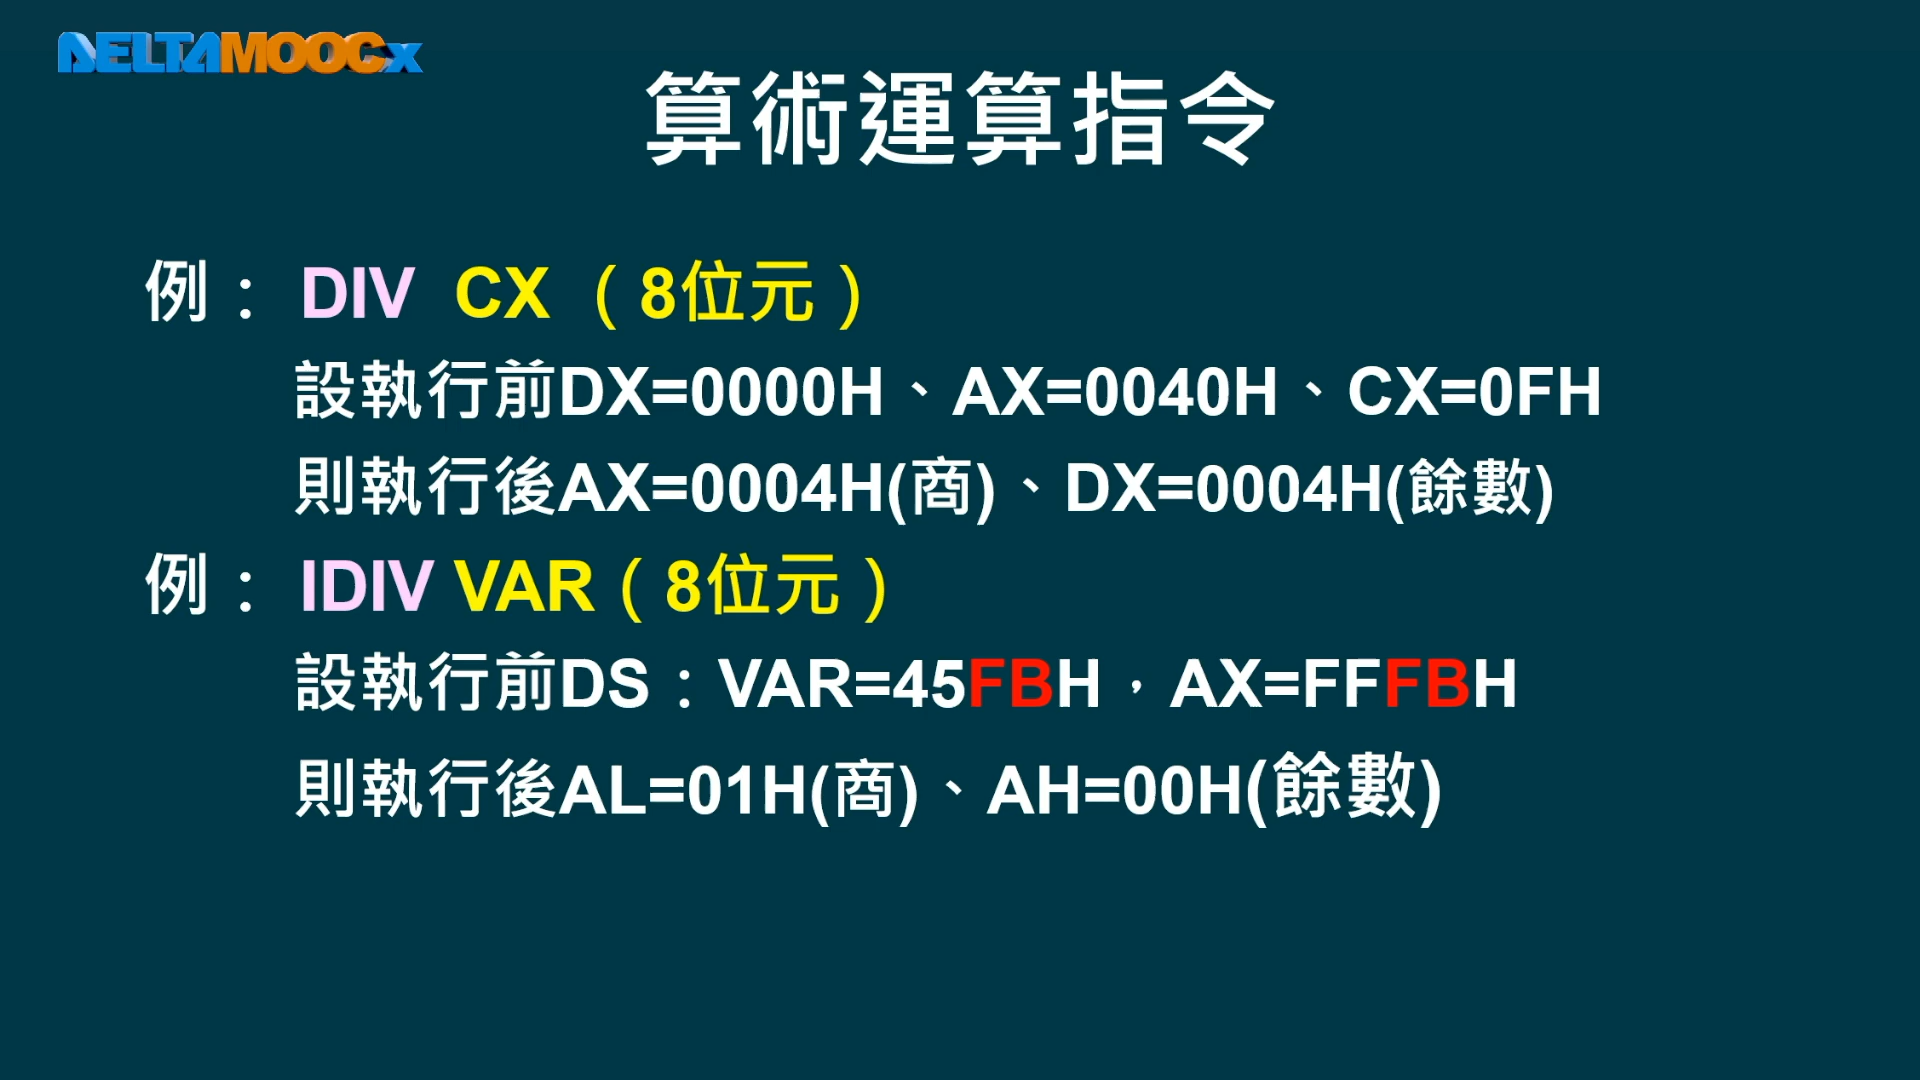 DELTAMOOCx
算術運算指令
例： DIV CX （8位元）
設執行前DX=0000H、AX=0040H、CX=0FH
則執行後AX=0004H(商)、DX=0004H(餘數)
例： IDIV VAR（8位元）
設執行前DS：VAR=45FBH，AX=FFFBH
則執行後AL=01H(商)、AH=00H(餘數)